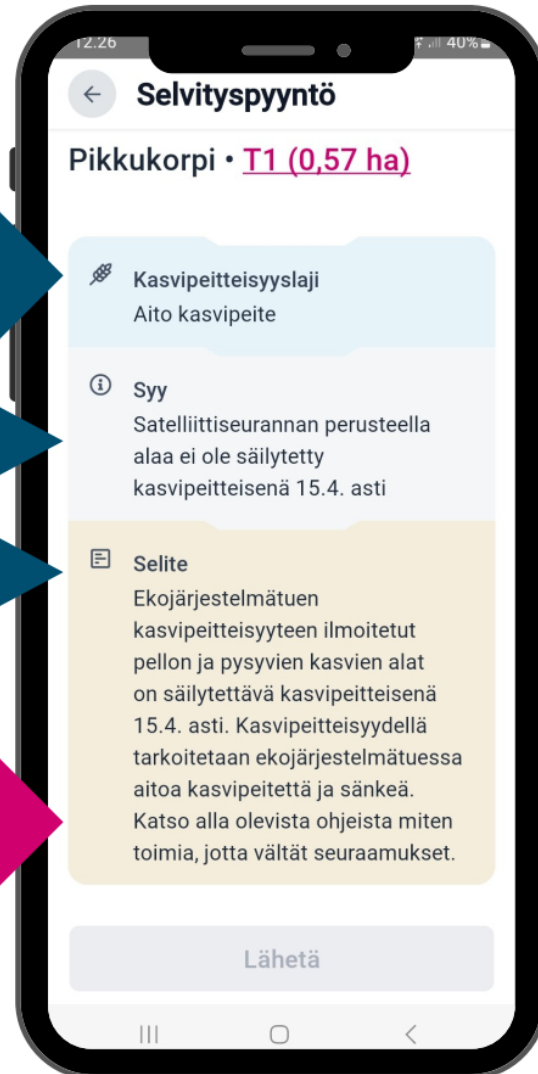 12.26
40%
Selvityspyyntö
Pikkukorpi • T1 (0,57 ha)
Kasvipeitteisyyslaji
Aito kasvipeite
Syy
Satelliittiseurannan perusteella
alaa ei ole säilytetty
kasvipeitteisenä 15.4. asti
Selite
Ekojärjestelmätuen
kasvipeitteisyyteen ilmoitetut
pellon ja pysyvien kasvien alat
on säilytettävä kasvipeitteisenä
15.4. asti. Kasvipeitteisyydellä
tarkoitetaan ekojärjestelmätuessa
aitoa kasvipeitettä ja sänkeä.
Katso alla olevista ohjeista miten
toimia, jotta vältät seuraamukset.
Lähetä